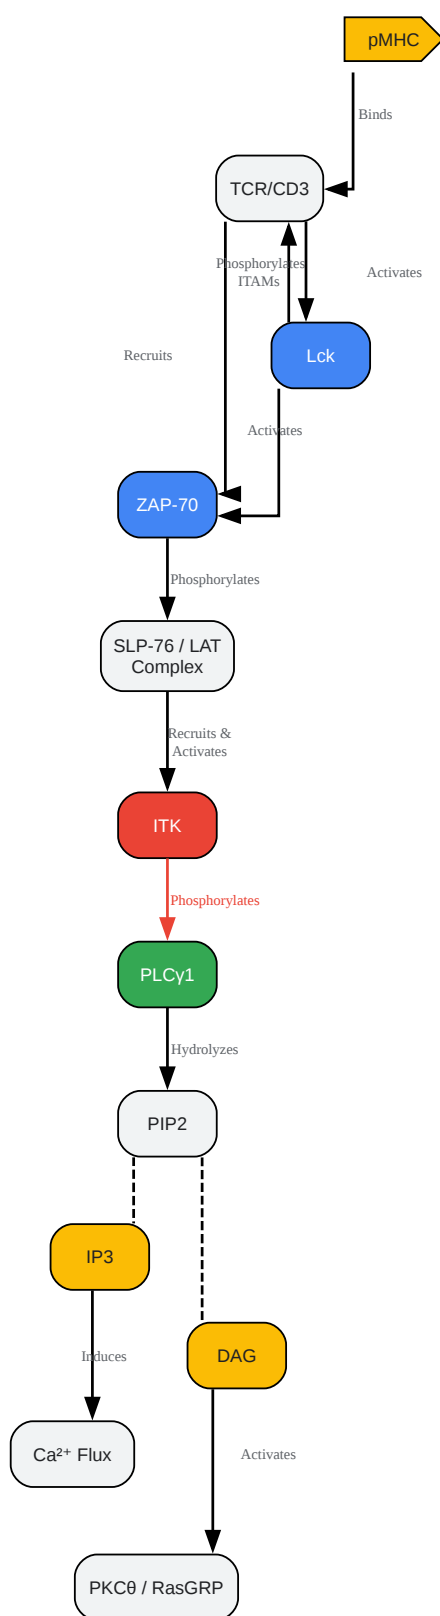 pMHC
Binds
TCR/CD3
Phosphorylates
ITAMs
Activates
Recruits
Lck
Activates
ZAP-70
Phosphorylates
SLP-76 / LAT
Complex
Recruits &
Activates
ITK
Phosphorylates
PLCγ1
Hydrolyzes
PIP2
IP3
Induces
DAG
Ca²⁺ Flux
Activates
PKCθ / RasGRP